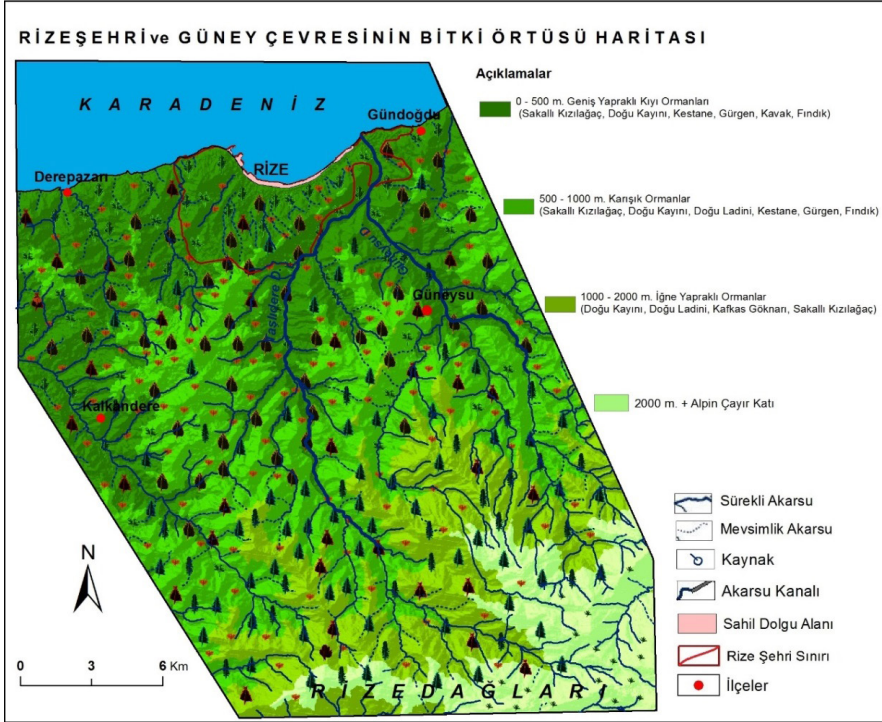 RİZEŞEHRİ ve GÜNEY ÇEVRESİNİN BİTKİ ÖRTÜSÜ HARİTASI
Açıklamalar
KARADENİZ
0 - 500 m. Geniş Yapraklı Kıyı Ormanları
(Sakallı Kızılağaç, Doğu Kayını, Kestane, Gürgen, Kavak, Fındık)
Gündoğdu
RİZE
Derepazarı
500 - 1000 m. Karışık Ormanlar
(Sakallı Kızılağaç, Doğu Kayını, Doğu Ladini, Kestane, Gürgen, Fındık)
Güneysu D.
Taşlıdere D.
Güneysu
1000 - 2000 m. İğne Yapraklı Ormanlar
(Doğu Kayını, Doğu Ladini, Kafkas Göknarı, Sakallı Kızılağaç)
Kalkandere
2000 m. + Alpin Çayır Katı
Sürekli Akarsu
Mevsimlik Akarsu
Kaynak
Akarsu Kanalı
Sahil Dolgu Alanı
Rize Şehri Sınırı
İlçeler
N
0 3 6 Km
RİZEDAĞLARI